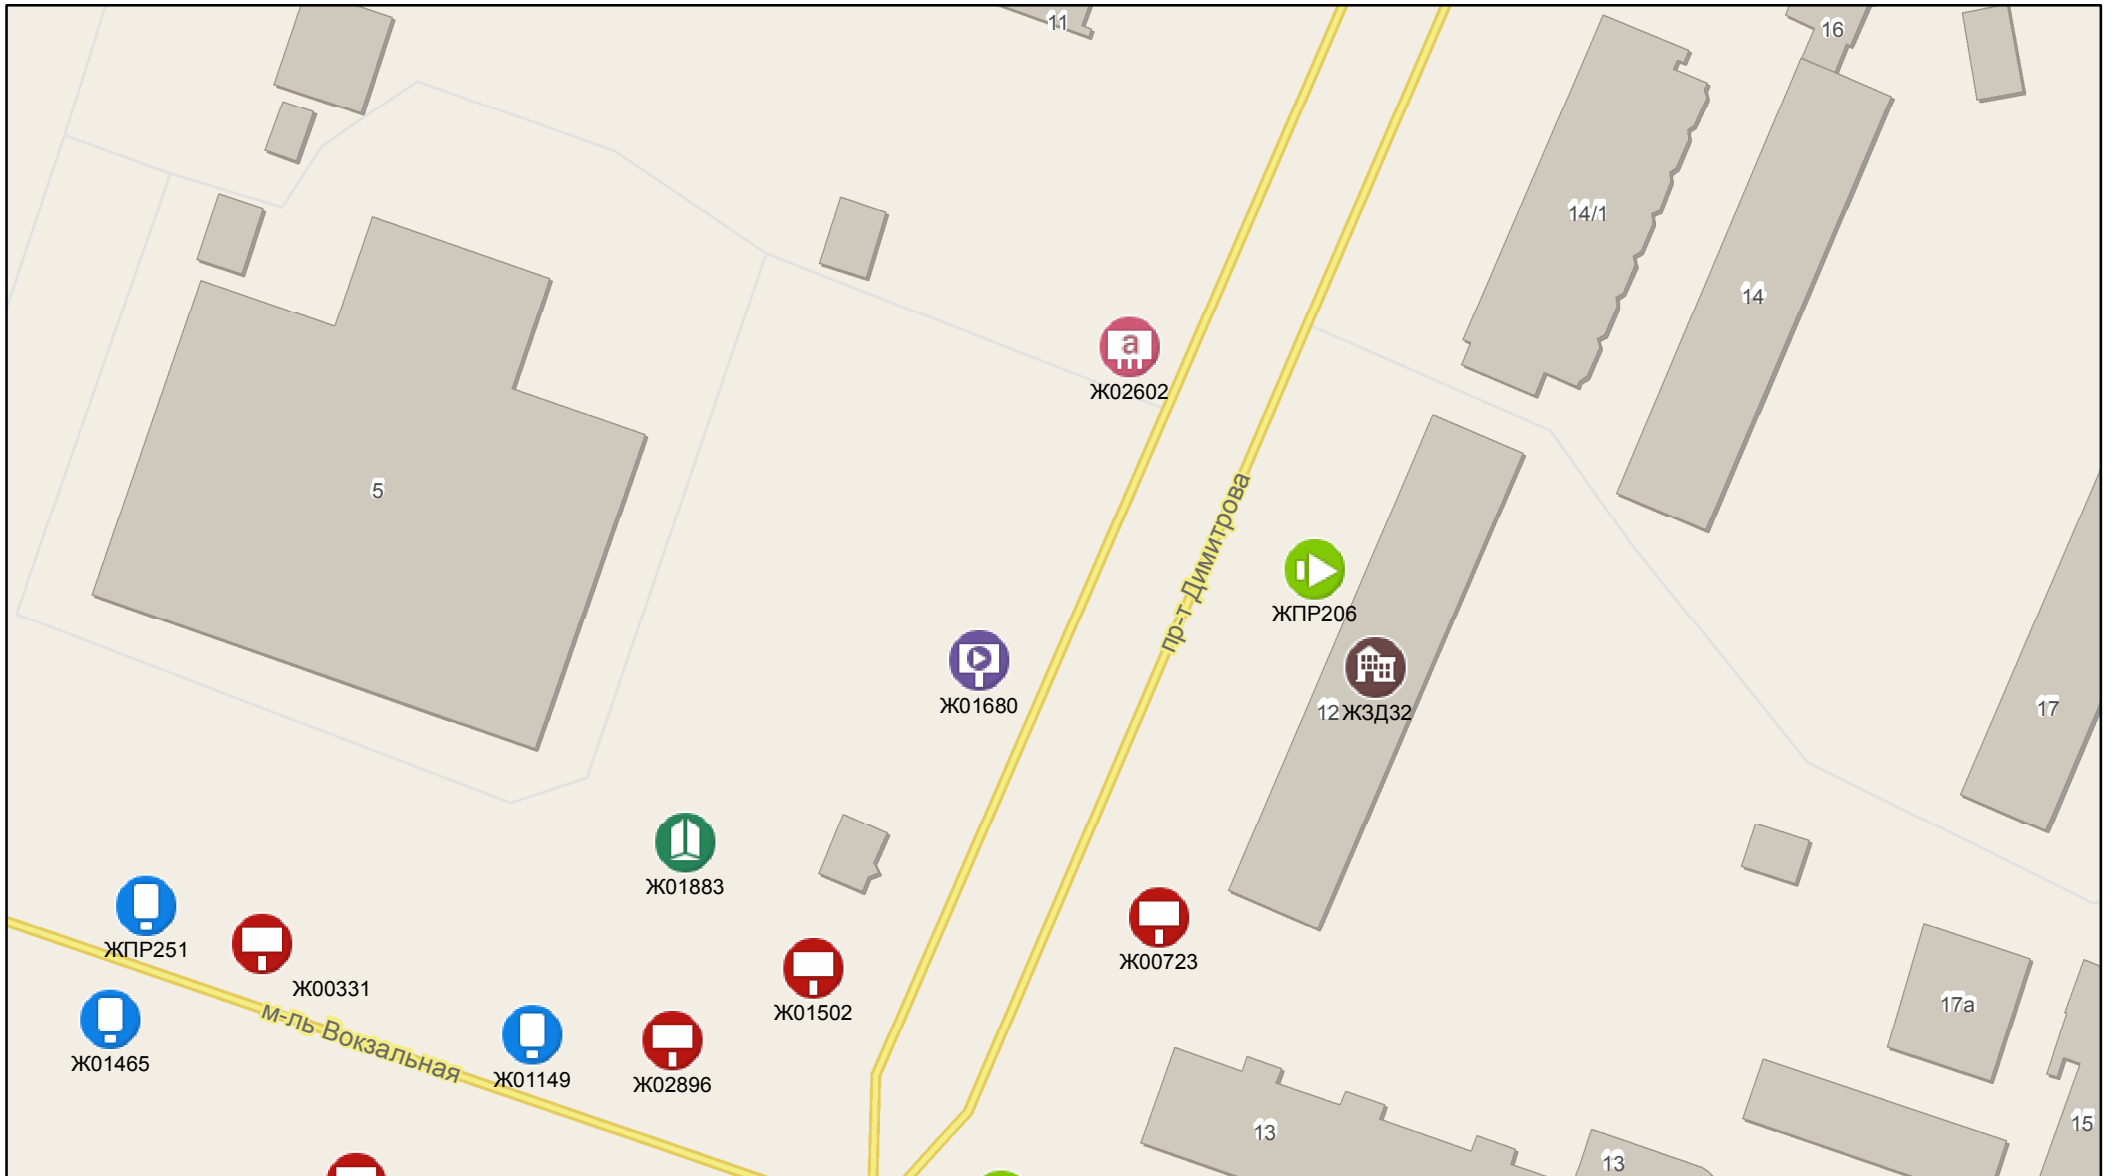 11
16
14/1
14
a
Ж02602
5
пр-т Димитрова
ЖПР206
Ж01680
12
ЖЗД32
17
Ж01883
ЖПР251
Ж00331
Ж01502
Ж00723
м-ль Вокзальная
Ж01465
Ж01149
Ж02896
17а
13
13
15